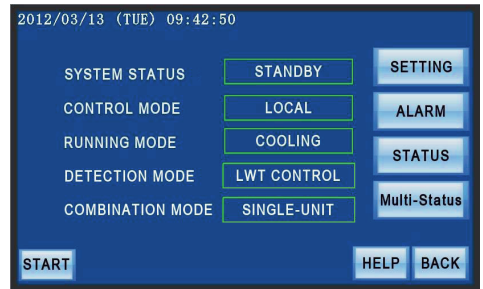 2012/03/13 (TUE) 09:42:50
SYSTEM STATUS STANDBY SETTING
CONTROL MODE LOCAL ALARM
RUNNING MODE COOLING
STATUS
DETECTION MODE LWT CONTROL
COMBINATION MODE SINGLE-UNIT Multi-Status
START HELP BACK